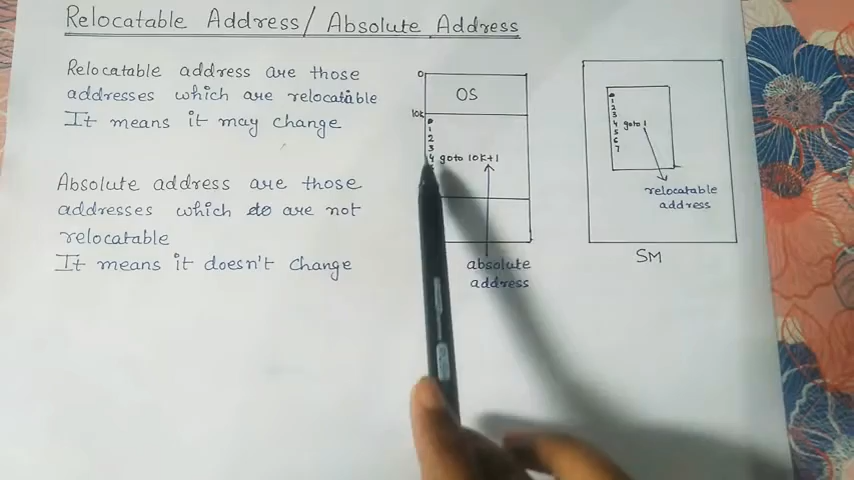 Relocatable Address/Absolute Address
Relocatable address are those
addresses which are relocatable
It means it may change
Absolute address are those
addresses which do are not
relocatable
It means it doesn't change
0
OS
10K
0
1
2
3
4 goto 10K+1
absolute
address
0
1
2
3
4 goto 1
5
6
7
relocatable
address
SM